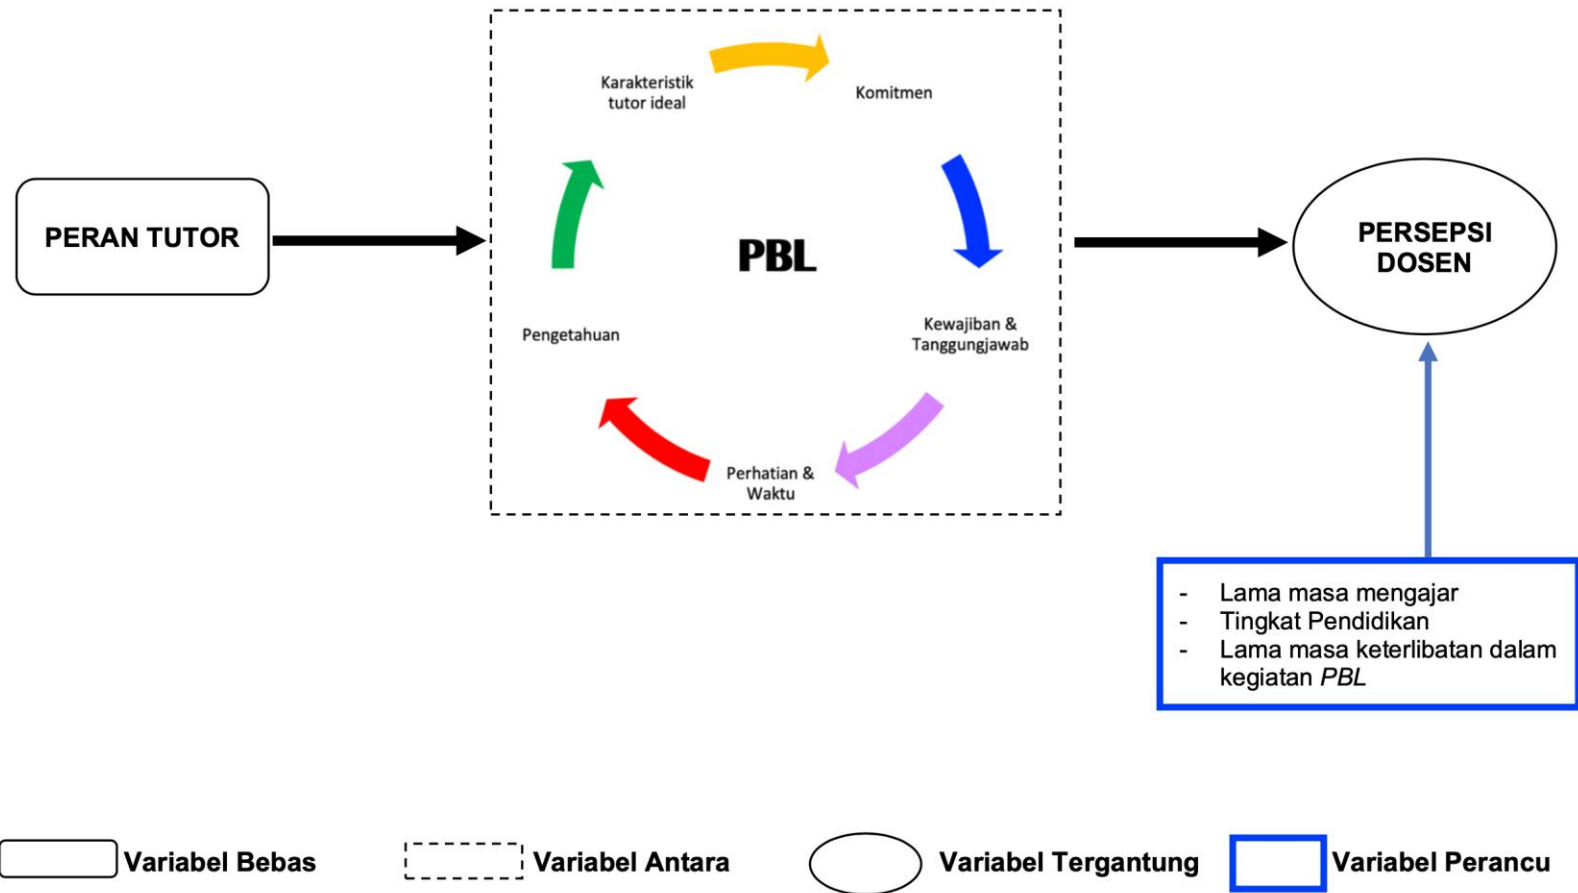 Karakteristik
tutor ideal
Komitmen
PERAN TUTOR
PBL
PERSEPSI
DOSEN
Pengetahuan
Kewajiban &
Tanggungjawab
Perhatian &
Waktu
- Lama masa mengajar
- Tingkat Pendidikan
- Lama masa keterlibatan dalam
kegiatan PBL
Variabel Bebas
Variabel Antara
Variabel Tergantung
Variabel Perancu